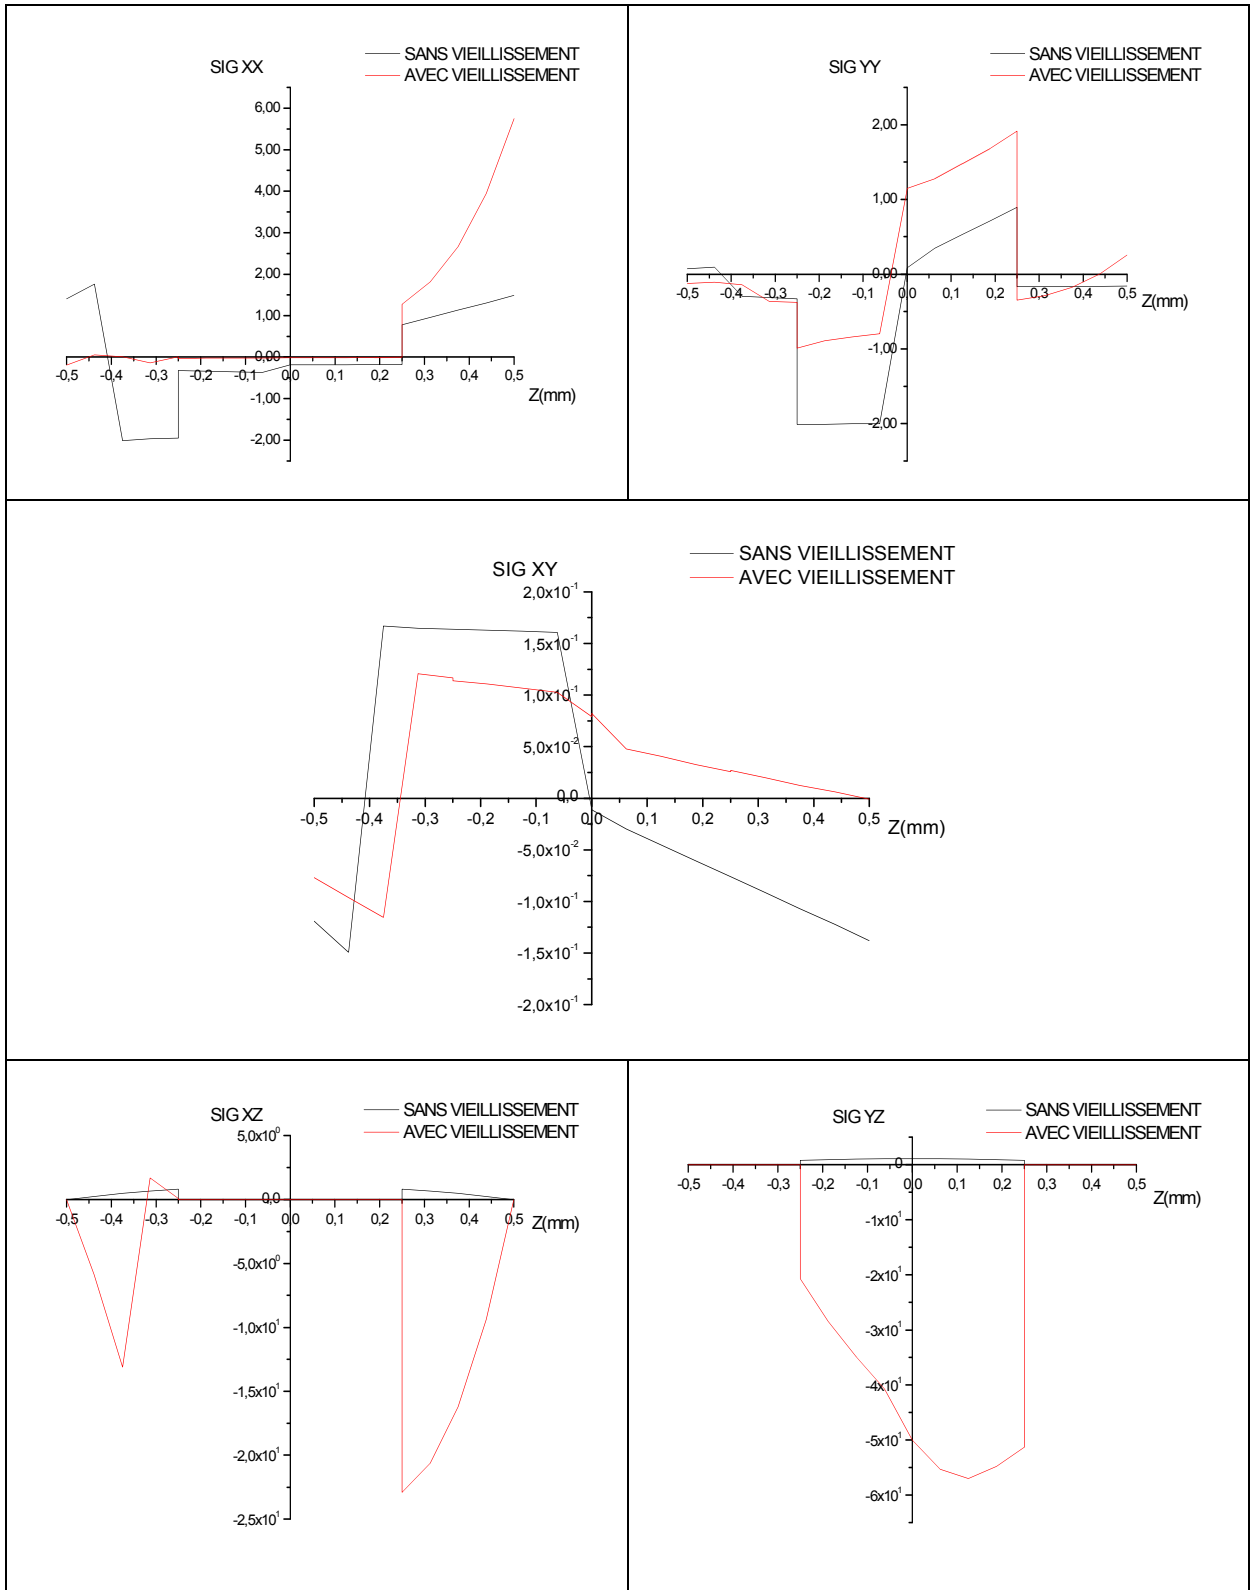 SIG XX
SANS VIEILLISSEMENT
AVEC VIEILLISSEMENT
6,00
5,00
4,00
3,00
2,00
1,00
0,00
-1,00
-2,00
-0,5 -0,4 -0,3 -0,2 -0,1 0,0 0,1 0,2 0,3 0,4 0,5
Z(mm)
SIG YY
SANS VIEILLISSEMENT
AVEC VIEILLISSEMENT
2,00
1,00
0,00
-1,00
-2,00
-0,5 -0,4 -0,3 -0,2 -0,1 0,0 0,1 0,2 0,3 0,4 0,5
Z(mm)
SIG XY
SANS VIEILLISSEMENT
AVEC VIEILLISSEMENT
2,0x10⁻¹
1,5x10⁻¹
1,0x10⁻¹
5,0x10⁻²
0,0
-5,0x10⁻²
-1,0x10⁻¹
-1,5x10⁻¹
-2,0x10⁻¹
-0,5 -0,4 -0,3 -0,2 -0,1 0,0 0,1 0,2 0,3 0,4 0,5
Z(mm)
SIG XZ
SANS VIEILLISSEMENT
AVEC VIEILLISSEMENT
5,0x10⁰
0,0
-5,0x10⁰
-1,0x10¹
-1,5x10¹
-2,0x10¹
-2,5x10¹
-0,5 -0,4 -0,3 -0,2 -0,1 0,0 0,1 0,2 0,3 0,4 0,5
Z(mm)
SIG YZ
SANS VIEILLISSEMENT
AVEC VIEILLISSEMENT
0
-1x10¹
-2x10¹
-3x10¹
-4x10¹
-5x10¹
-6x10¹
-0,5 -0,4 -0,3 -0,2 -0,1 0,0 0,1 0,2 0,3 0,4 0,5
Z(mm)